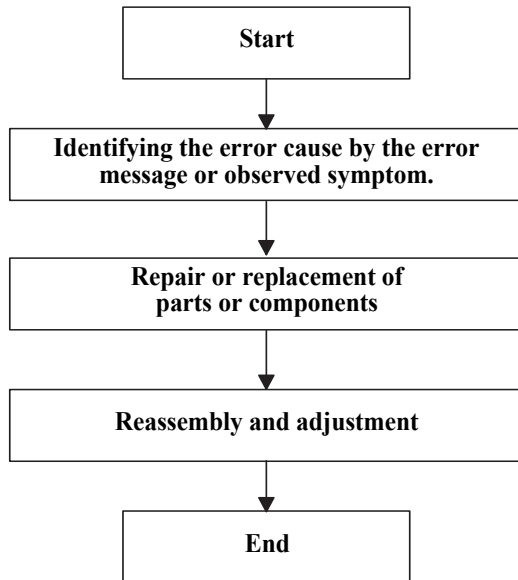 Start
Identifying the error cause by the error
message or observed symptom.
Repair or replacement of
parts or components
Reassembly and adjustment
End